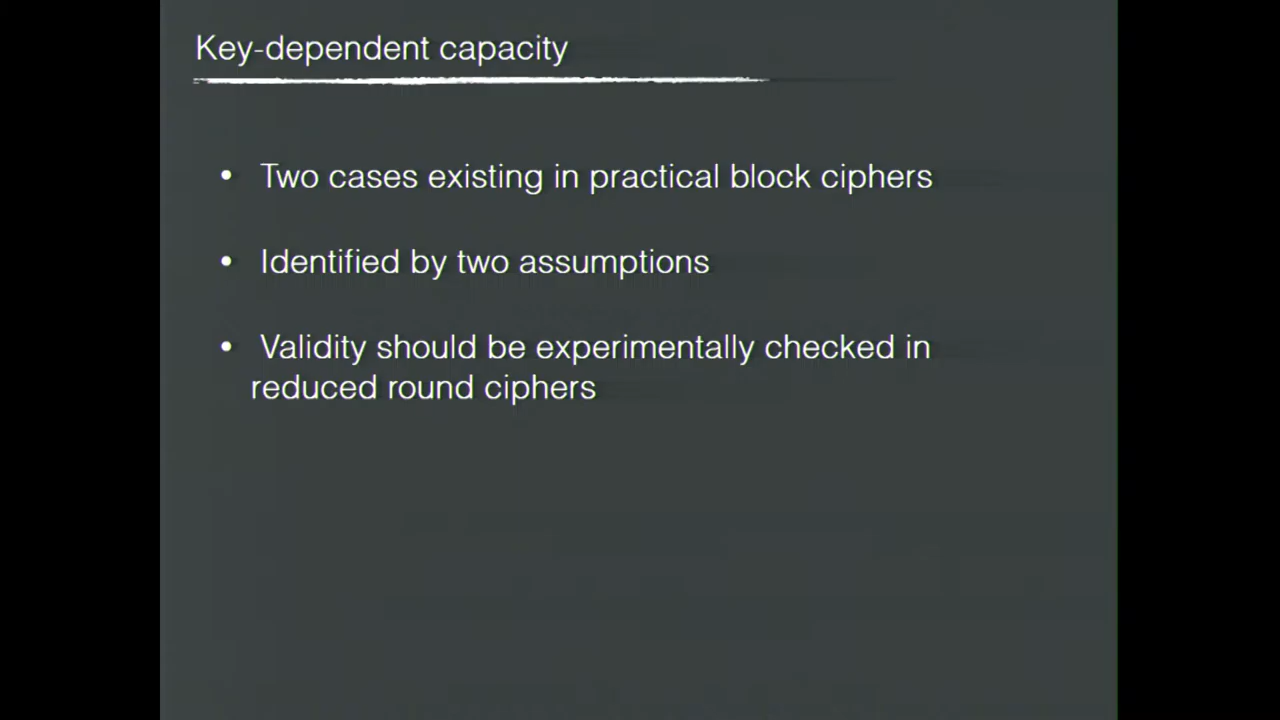 Key-dependent capacity
• Two cases existing in practical block ciphers
• Identified by two assumptions
• Validity should be experimentally checked in
reduced round ciphers